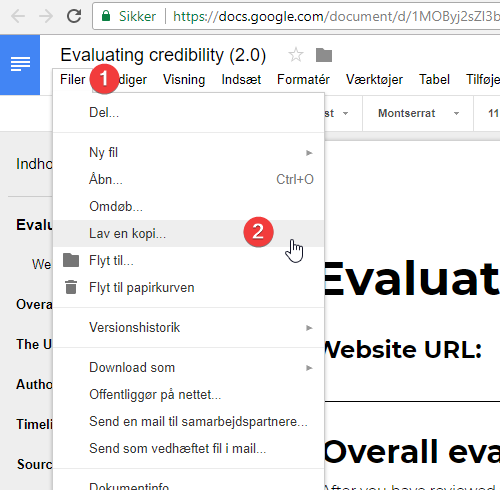 Sikker https://docs.google.com/document/d/1MOByj2sZl3b
Evaluating credibility (2.0)
Filer 1 diger Visning Indsæt Formatér Værktøjer Tabel Tilføje
st Montserrat 11
Del...
Ny fil
Indho
Åbn... Ctrl+O
Omdøb...
Evalu
Lav en kopi... 2
We
Flyt til...
Evaluat
Flyt til papirkurven
Overa
Versionshistorik
The U
Website URL:
Download som
Autho
Offentliggør på nettet...
Send en mail til samarbejdspartnere...
Timeli
Send som vedhæftet fil i mail...
Overall eva
Sourc
Dokumentinfo
After you have reviewed